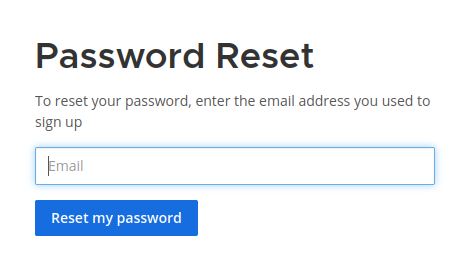 Password Reset
To reset your password, enter the email address you used to
sign up
Email
Reset my password